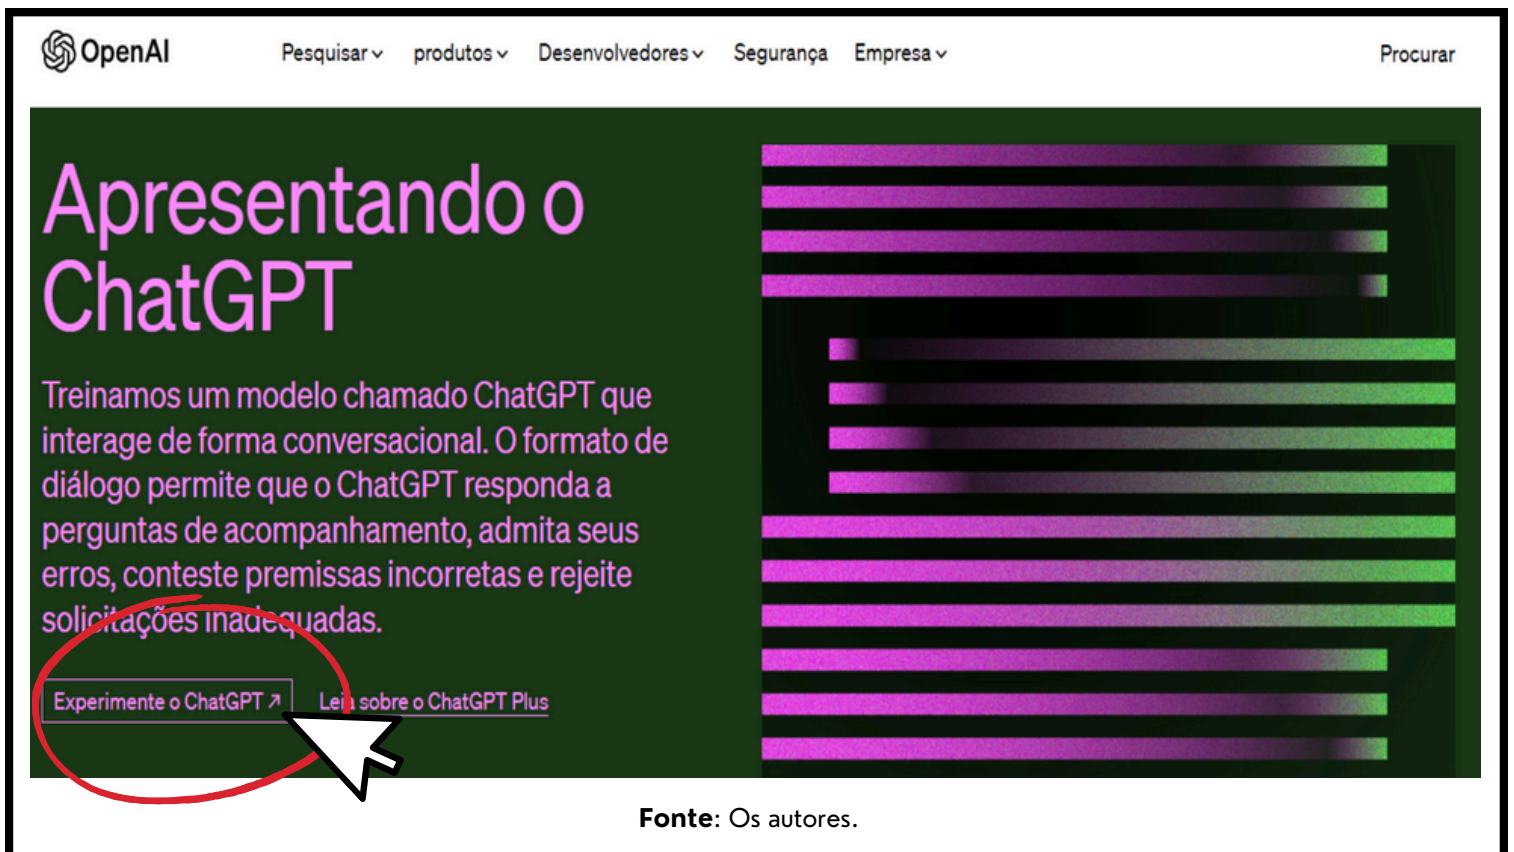 OpenAI
Pesquisar
produtos
Desenvolvedores
Segurança
Empresa
Procurar
Apresentando o
ChatGPT
Treinamos um modelo chamado ChatGPT que
interage de forma conversacional. O formato de
diálogo permite que o ChatGPT responda a
perguntas de acompanhamento, admita seus
erros, conteste premissas incorretas e rejeite
solicitações inadequadas.
Experimente o ChatGPT ↗
Leia sobre o ChatGPT Plus
Fonte: Os autores.